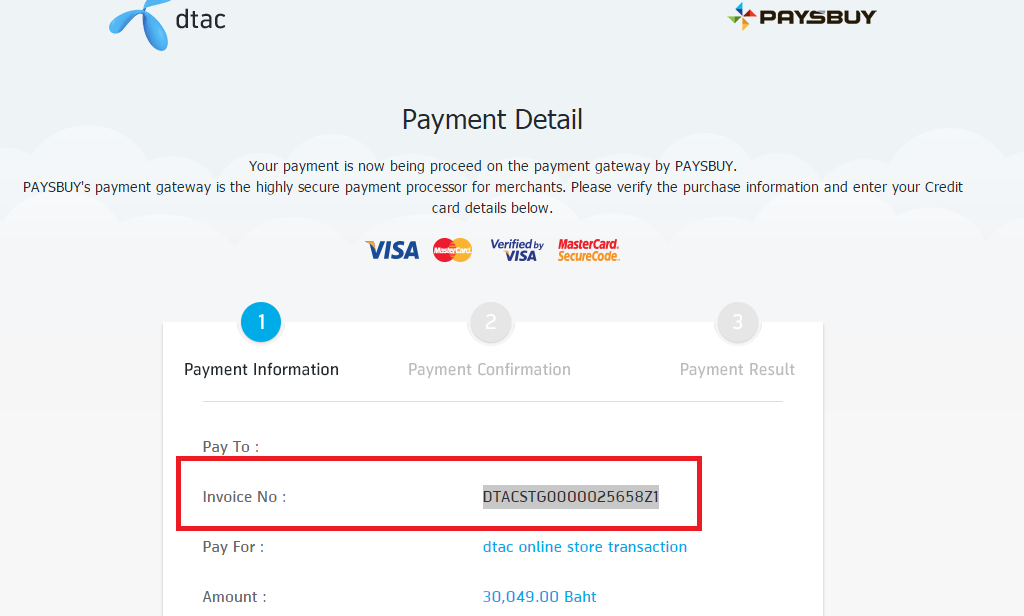 dtac
PAYSBUY
Payment Detail
Your payment is now being proceed on the payment gateway by PAYSBUY.
PAYSBUY's payment gateway is the highly secure payment processor for merchants. Please verify the purchase information and enter your Credit
card details below.
VISA MasterCard Verified by VISA MasterCard. SecureCode.
1 2 3
Payment Information Payment Confirmation Payment Result
Pay To :
Invoice No : DTACSTG0000025658Z1
Pay For : dtac online store transaction
Amount : 30,049.00 Baht